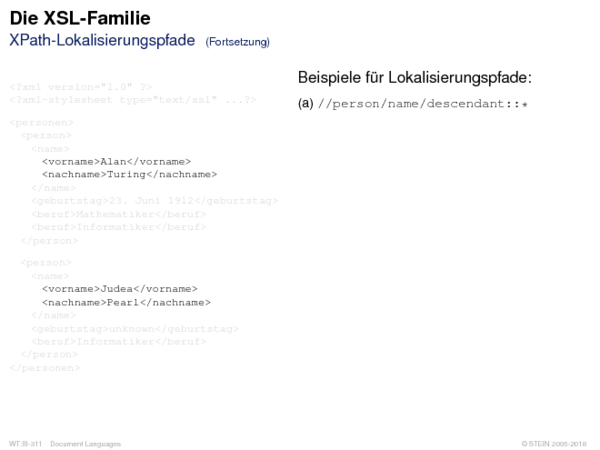 Die XSL-Familie
XPath-Lokalisierungspfade (Fortsetzung)
<?xml version="1.0" ?>
<?xml-stylesheet type="text/xsl" ...?>
<personen>
<person>
<name>
<vorname>Alan</vorname>
<nachname>Turing</nachname>
</name>
<geburtstag>23. Juni 1912</geburtstag>
<beruf>Mathematiker</beruf>
<beruf>Informatiker</beruf>
</person>
<person>
<name>
<vorname>Judea</vorname>
<nachname>Pearl</nachname>
</name>
<geburtstag>unknown</geburtstag>
<beruf>Informatiker</beruf>
</person>
</personen>
Beispiele für Lokalisierungspfade:
(a) //person/name/descendant::*
WT:III-311 Document Languages
© STEIN 2005-2018